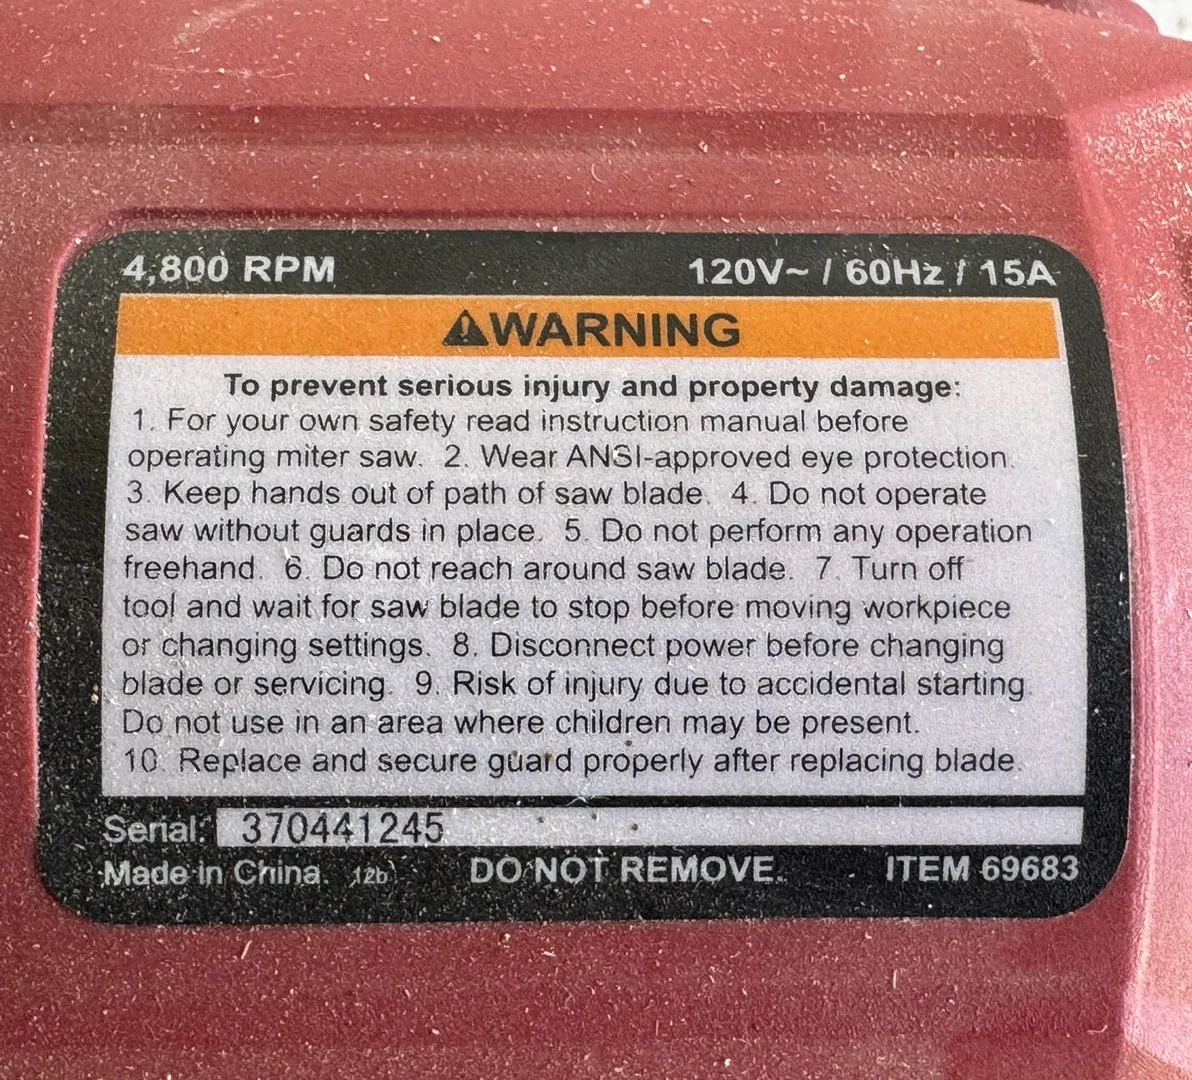 4,800 RPM 120V~ / 60Hz / 15A
⚠WARNING
To prevent serious injury and property damage:
1. For your own safety read instruction manual before
operating miter saw. 2. Wear ANSI-approved eye protection.
3. Keep hands out of path of saw blade. 4. Do not operate
saw without guards in place. 5. Do not perform any operation
freehand. 6. Do not reach around saw blade. 7. Turn off
tool and wait for saw blade to stop before moving workpiece
or changing settings. 8. Disconnect power before changing
blade or servicing. 9. Risk of injury due to accidental starting.
Do not use in an area where children may be present.
10. Replace and secure guard properly after replacing blade.
Serial: 370441245
Made in China. 12b DO NOT REMOVE. ITEM 69683